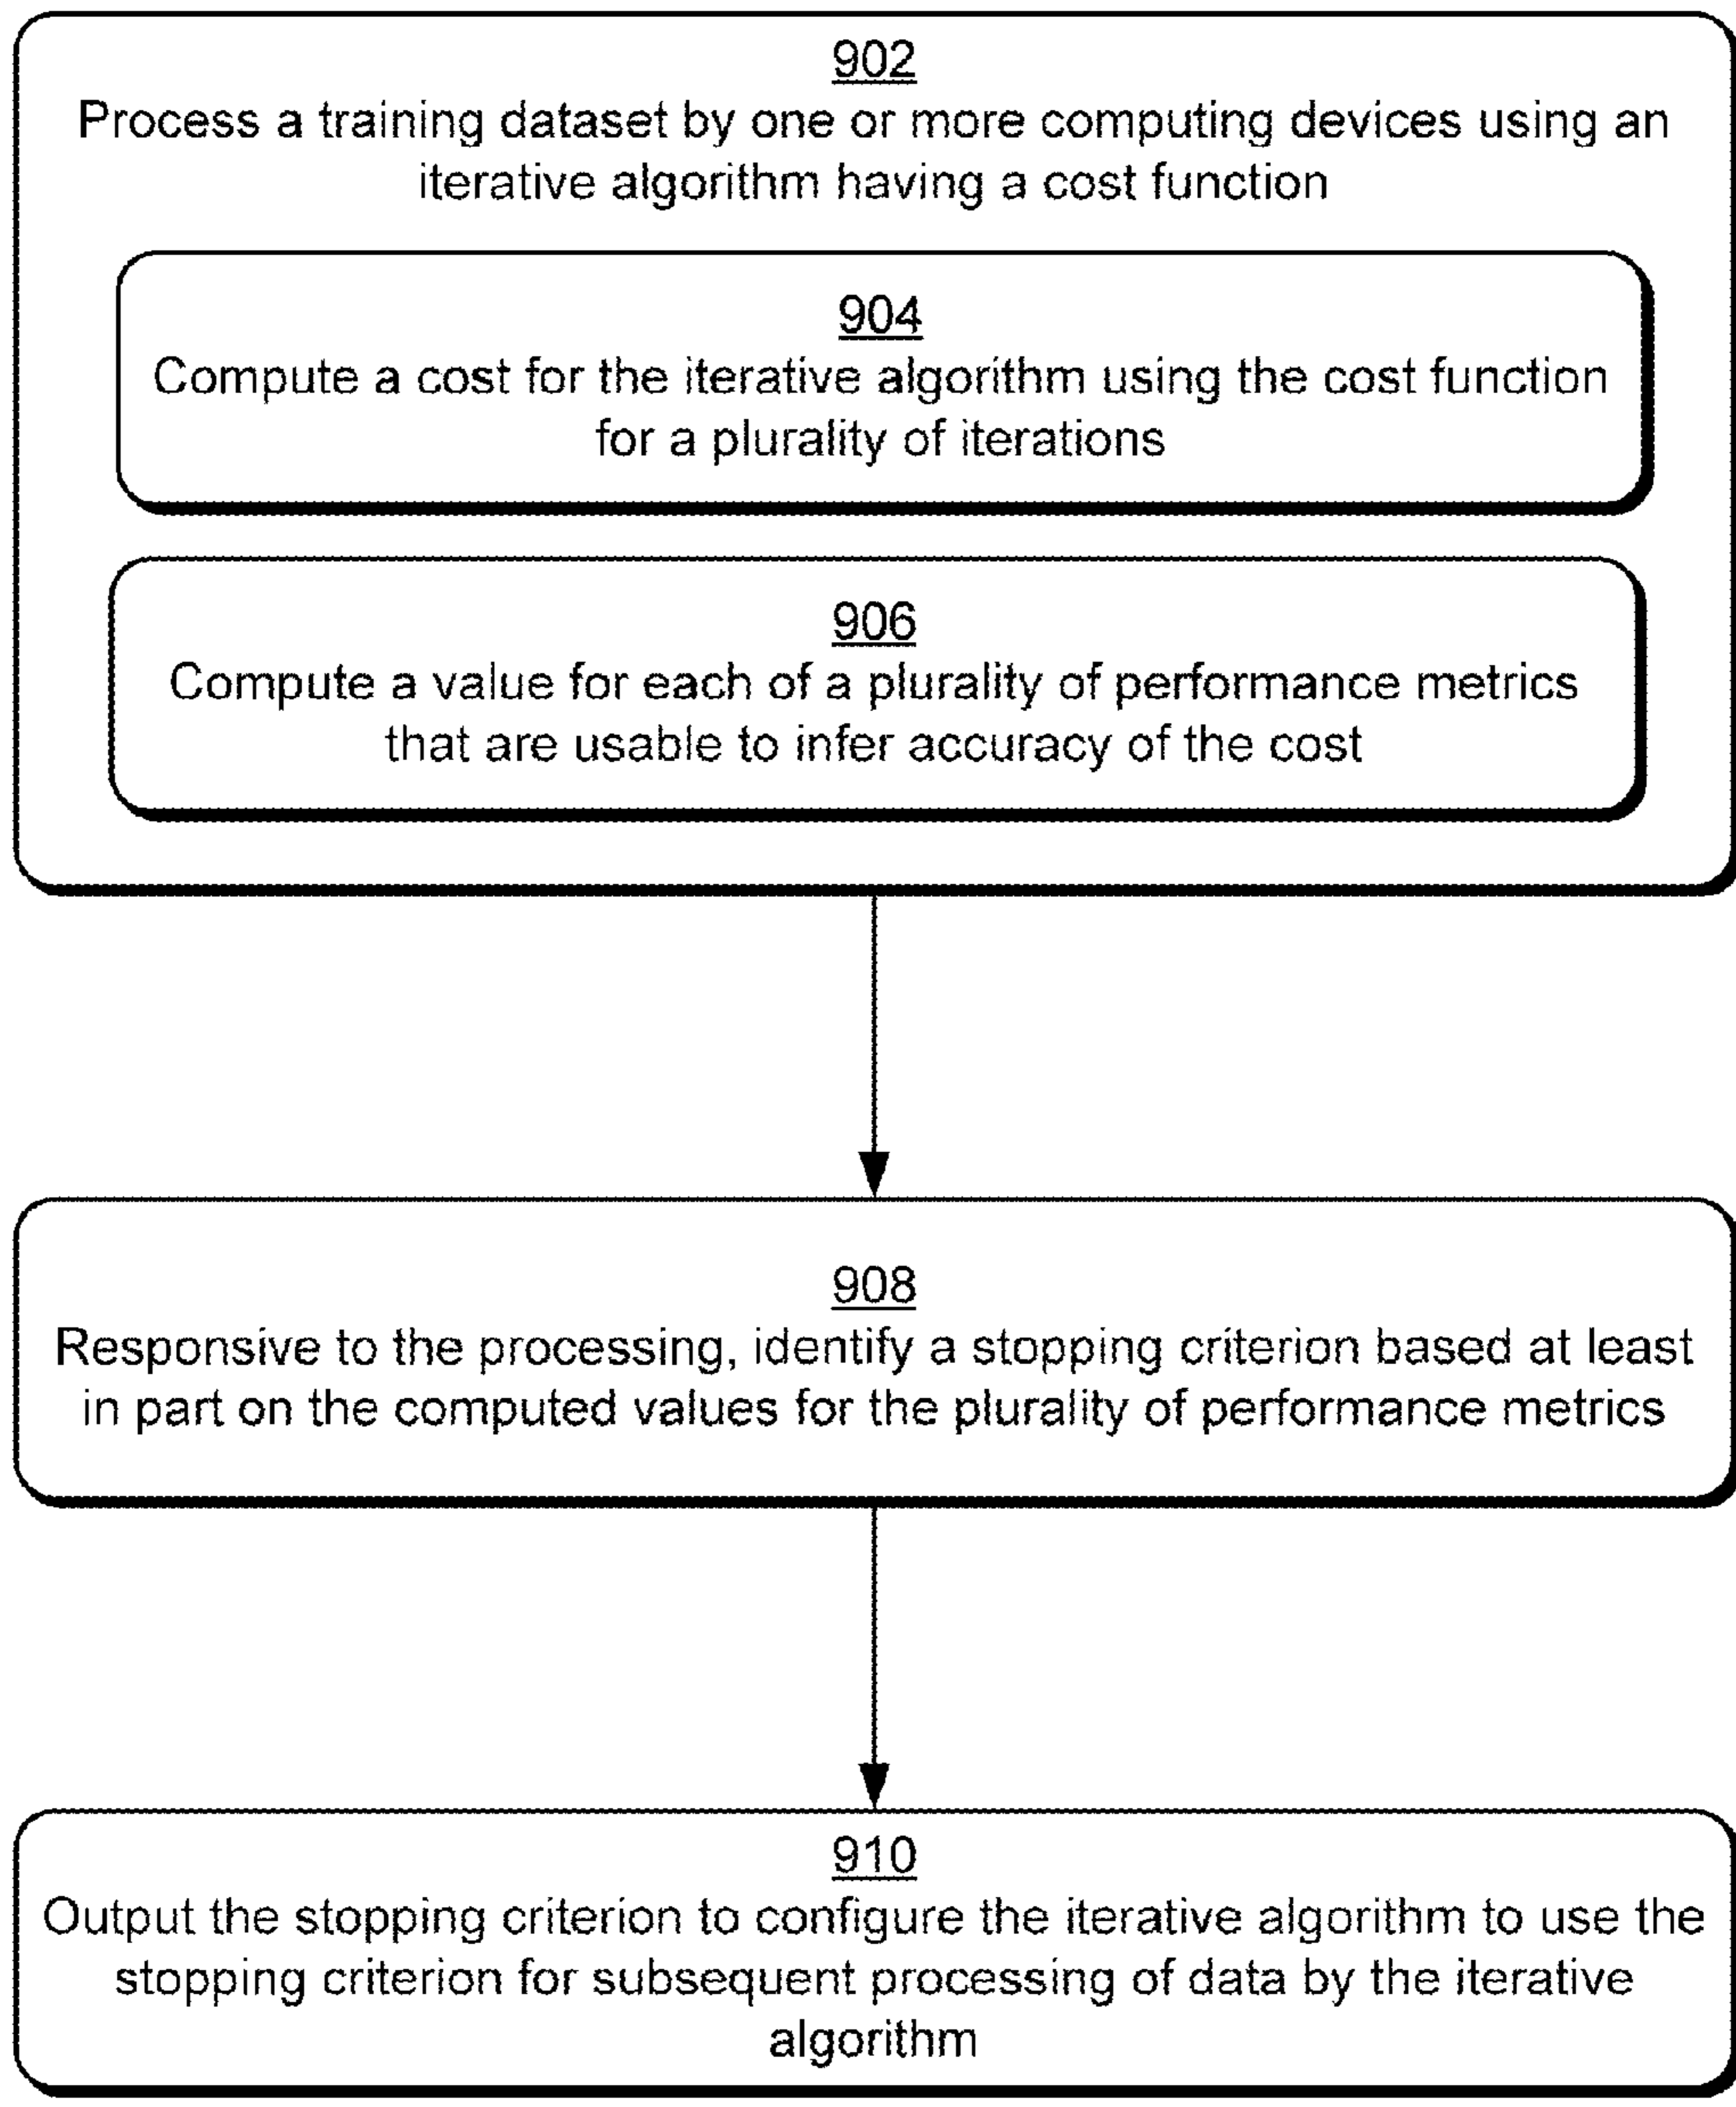 902
Process a training dataset by one or more computing devices using an
iterative algorithm having a cost function
904
Compute a cost for the iterative algorithm using the cost function
for a plurality of iterations
906
Compute a value for each of a plurality of performance metrics
that are usable to infer accuracy of the cost
908
Responsive to the processing, identify a stopping criterion based at least
in part on the computed values for the plurality of performance metrics
910
Output the stopping criterion to configure the iterative algorithm to use the
stopping criterion for subsequent processing of data by the iterative
algorithm